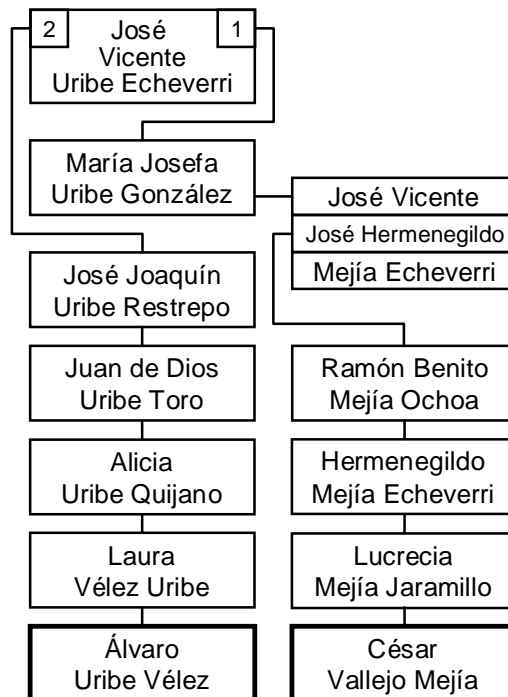 2
José
1
Vicente
Uribe Echeverri
María Josefa
Uribe González
José Vicente
José Hermenegildo
Mejía Echeverri
José Joaquín
Uribe Restrepo
Juan de Dios
Uribe Toro
Ramón Benito
Mejía Ochoa
Alicia
Uribe Quijano
Hermenegildo
Mejía Echeverri
Laura
Vélez Uribe
Lucrecia
Mejía Jaramillo
Álvaro
Uribe Vélez
César
Vallejo Mejía